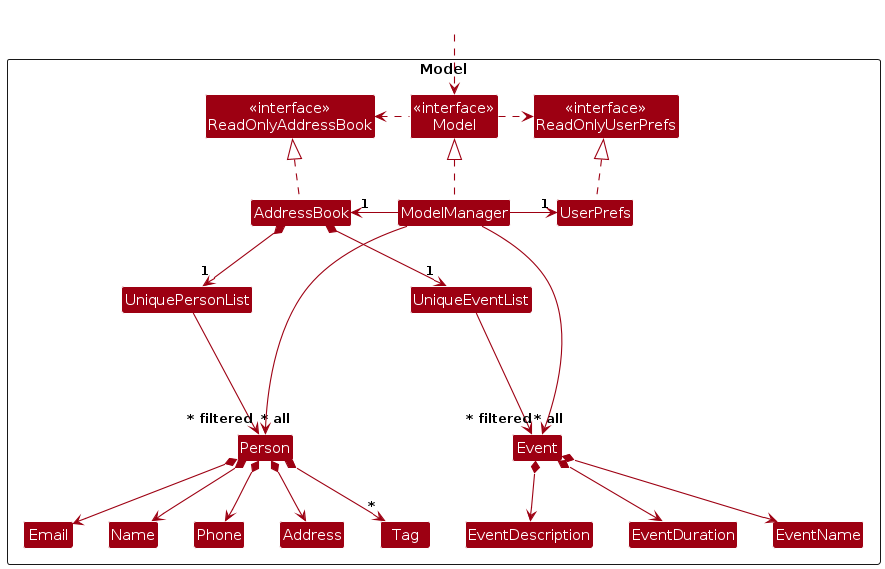 Model
«interface»
ReadOnlyAddressBook
«interface»
Model
«interface»
ReadOnlyUserPrefs
AddressBook
1
ModelManager
1
UserPrefs
1
1
UniquePersonList
UniqueEventList
* filtered
* all
* filtered
* all
Person
Event
*
Email
Name
Phone
Address
Tag
EventDescription
EventDuration
EventName